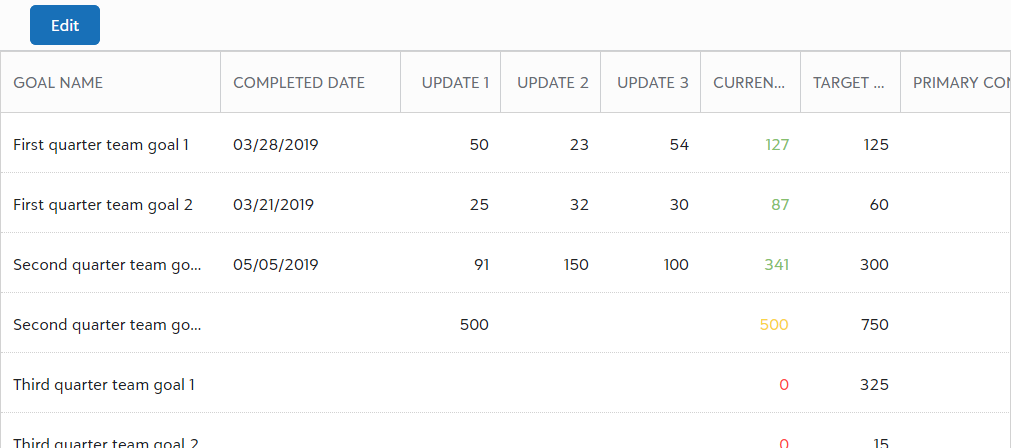 Edit
GOAL NAME COMPLETED DATE UPDATE 1 UPDATE 2 UPDATE 3 CURREN... TARGET ... PRIMARY CON
First quarter team goal 1 03/28/2019 50 23 54 127 125
First quarter team goal 2 03/21/2019 25 32 30 87 60
Second quarter team go... 05/05/2019 91 150 100 341 300
Second quarter team go... 500 500 750
Third quarter team goal 1 0 325
Third quarter team goal 2 0 15